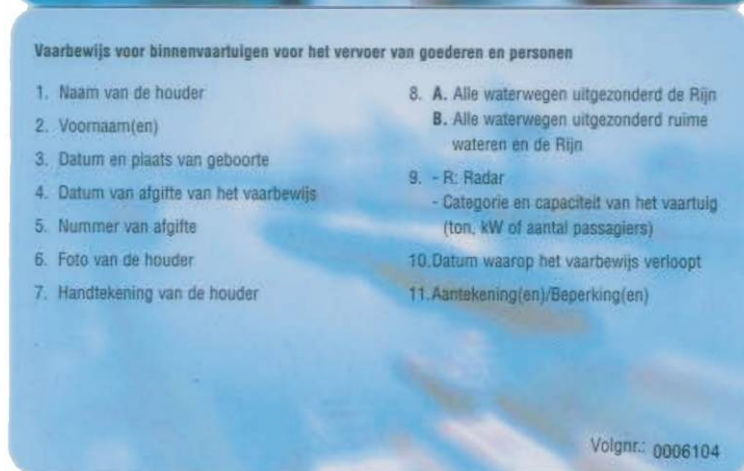 Vaarbewijs voor binnenvaartuigen voor het vervoer van goederen en personen
1. Naam van de houder
2. Voornaam(en)
3. Datum en plaats van geboorte
4. Datum van afgifte van het vaarbewijs
5. Nummer van afgifte
6. Foto van de houder
7. Handtekening van de houder
8. A. Alle waterwegen uitgezonderd de Rijn
B. Alle waterwegen uitgezonderd ruime
wateren en de Rijn
9. - R: Radar
- Categorie en capaciteit van het vaartuig
(ton, kW of aantal passagiers)
10.Datum waarop het vaarbewijs verloopt
11.Aantekening(en)/Beperking(en)
Volgnr.: 0006104